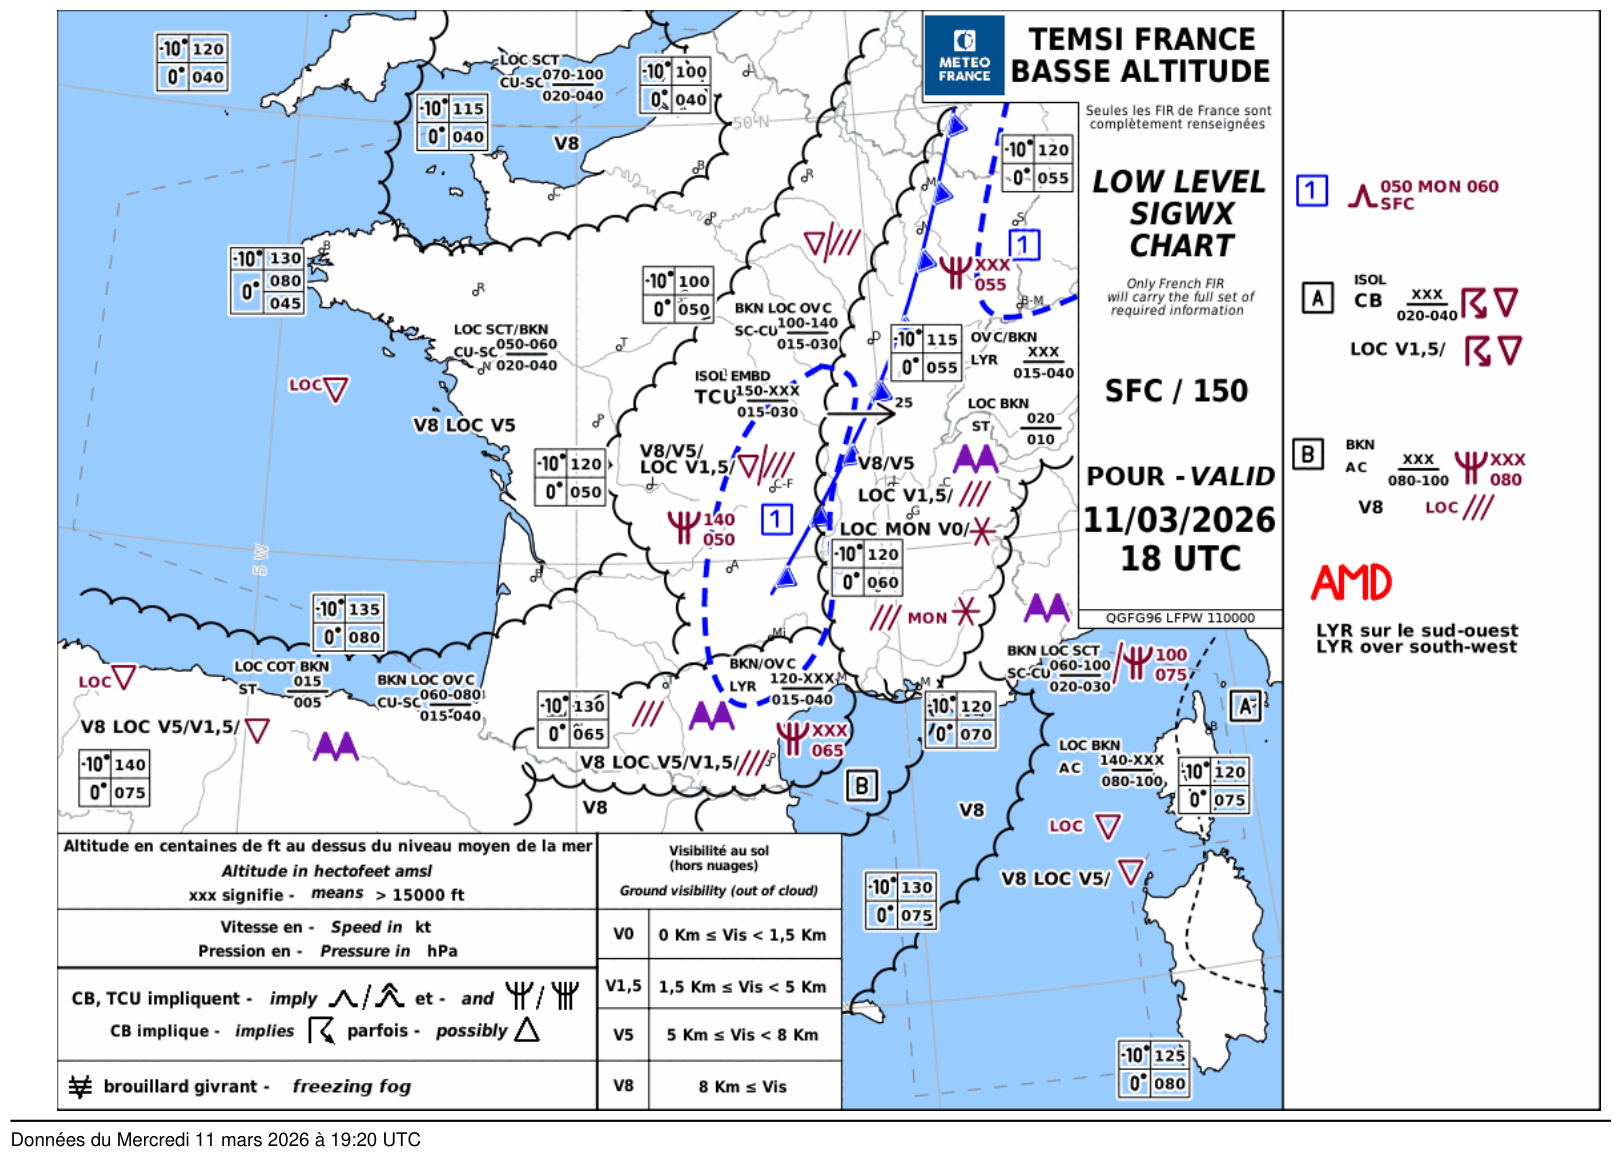 METEO
FRANCE
TEMSI FRANCE
BASSE ALTITUDE
Seules les FIR de France sont
complètement renseignées
LOW LEVEL
SIGWX
CHART
Only French FIR
will carry the full set of
required information
SFC / 150
POUR - VALID
11/03/2026
18 UTC
QGFG96 LFPW 110000
1
050 MON 060
SFC
A
ISOL
CB
xxx
020-040
LOC V1,5/
B
BKN
AC
xxx
080-100
XXX
080
V8
LOC
AMD
LYR sur le sud-ouest
LYR over south-west
-10° 120
0° 040
LOC SCT
CU-SC 070-100
020-040
-10° 115
0° 040
-10° 100
0° 040
V8
50°N
-10° 120
0° 055
1
XXX
055
-10° 130
0° 080
045
-10° 100
0° 050
BKN LOC OVC
SC-CU 100-140
015-030
LOC SCT/BKN
CU-SC 050-060
020-040
-10° 115
0° 055
OVC/BKN
LYR
XXX
015-040
ISOL EMBD
TCU 150-XXX
015-030
25
LOC
V8 LOC V5
LOC BKN
ST
020
010
V8/V5/
LOC V1,5/
-10° 120
0° 050
V8/V5
LOC V1,5/
1
140
050
LOC MON V0/
5°W
-10° 120
0° 060
MON
-10° 135
0° 080
LOC
LOC COT BKN
ST
015
005
BKN LOC OVC
CU-SC 060-080
015-040
BKN/OVC
LYR
120-XXX
015-040
BKN LOC SCT
SC-CU 060-100
020-030
100
075
V8 LOC V5/V1,5/
-10° 130
0° 065
XXX
065
-10° 120
0° 070
A
-10° 140
0° 075
V8 LOC V5/V1,5/
B
LOC BKN
AC
140-XXX
080-100
-10° 120
0° 075
V8
V8
LOC
V8 LOC V5/
-10° 130
0° 075
-10° 125
0° 080
Altitude en centaines de ft au dessus du niveau moyen de la mer
Altitude in hectofeet amsl
xxx signifie - means > 15000 ft
Vitesse en - Speed in kt
Pression en - Pressure in hPa
CB, TCU impliquent - imply / et - and /
CB implique - implies parfois - possibly
brouillard givrant - freezing fog
Visibilité au sol
(hors nuages)
Ground visibility (out of cloud)
V0 0 Km ≤ Vis < 1,5 Km
V1,5 1,5 Km ≤ Vis < 5 Km
V5 5 Km ≤ Vis < 8 Km
V8 8 Km ≤ Vis
Données du Mercredi 11 mars 2026 à 19:20 UTC